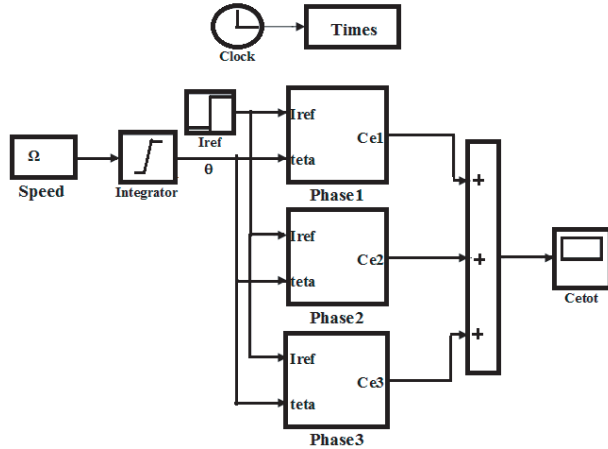 Times
Clock
Iref
Iref
Ce1
teta
Phase1
Ω
Speed
Integrator
θ
Iref
Ce2
teta
Phase2
Iref
Ce3
teta
Phase3
+
+
+
Cetot